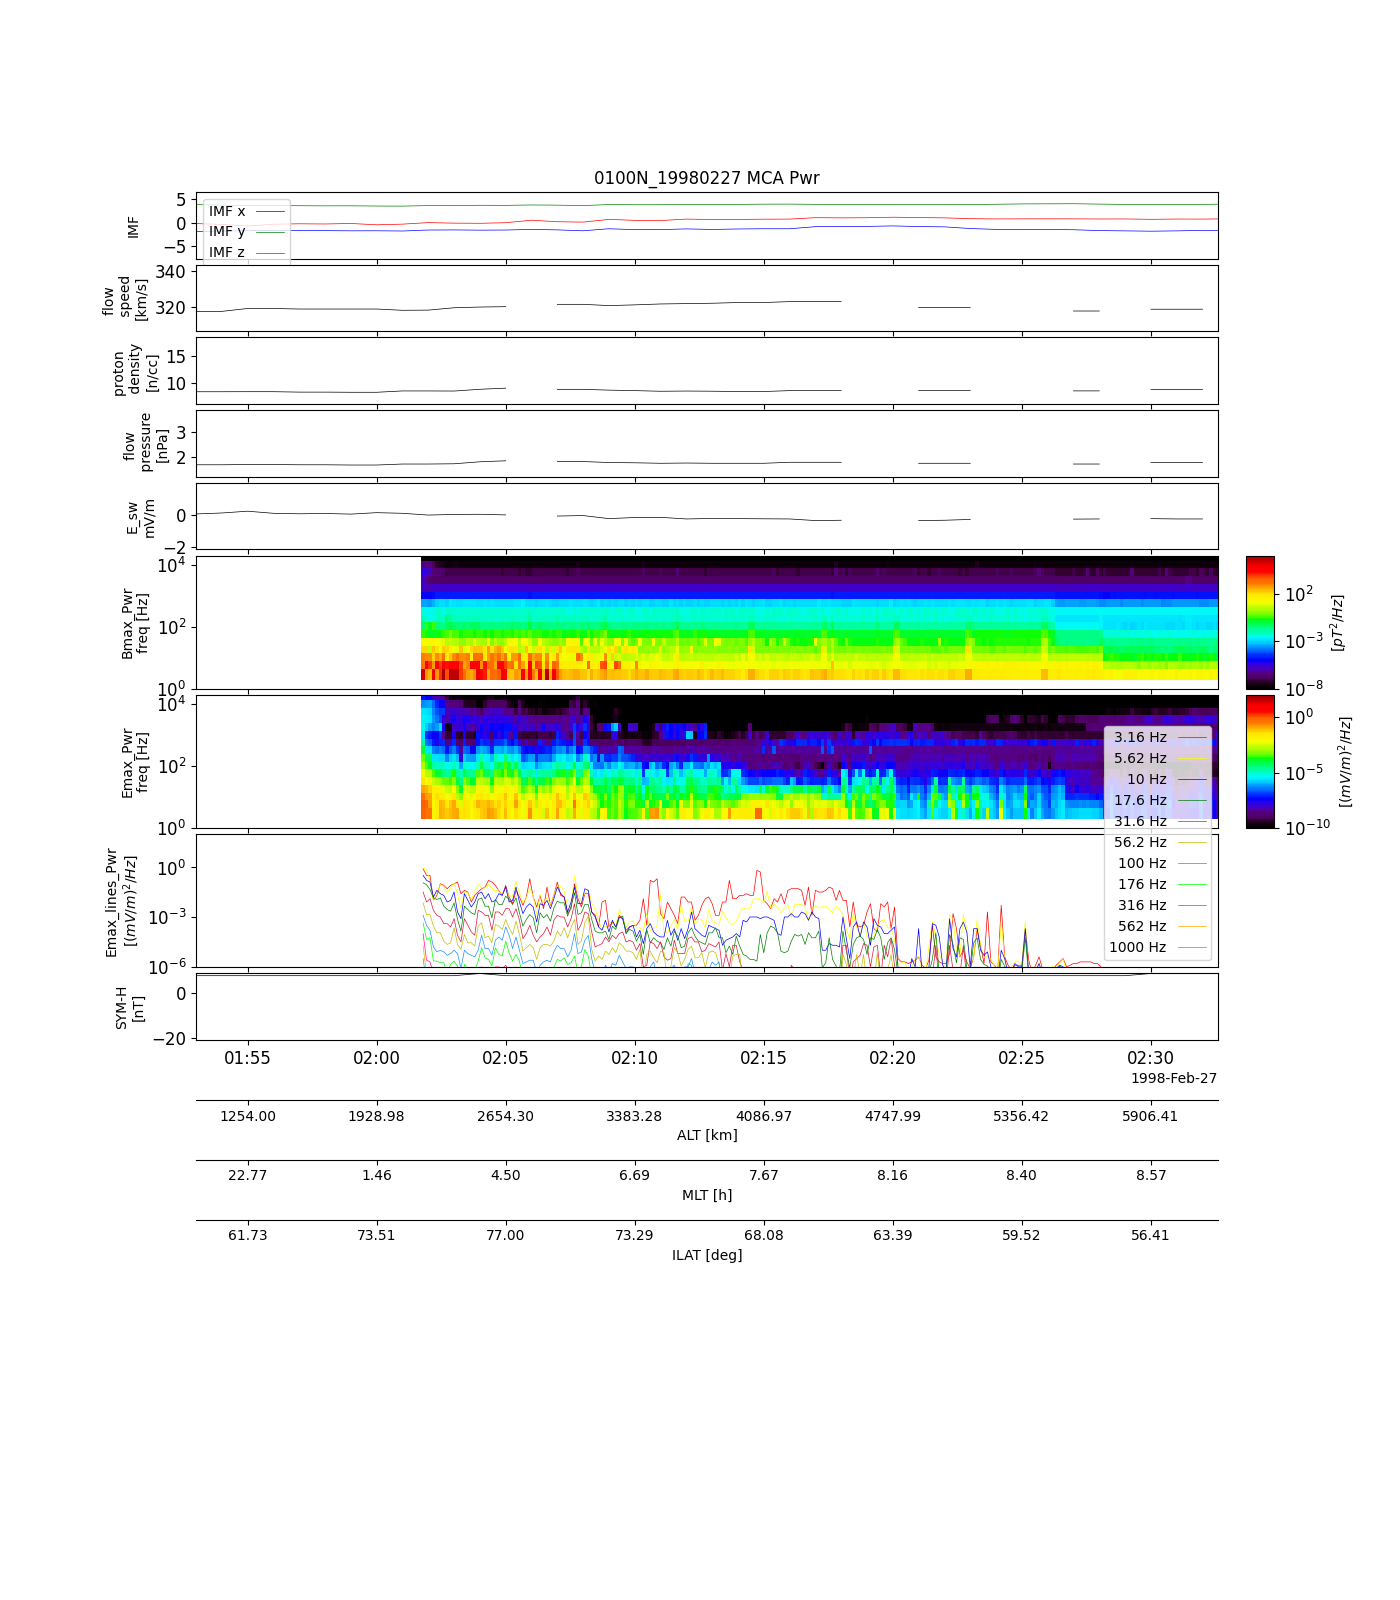 0100N_19980227 MCA Pwr
5
0
−5
IMF
IMF x
IMF y
IMF z
340
320
flow
speed
[km/s]
15
10
proton
density
[n/cc]
3
2
flow
pressure
[nPa]
0
−2
E_sw
mV/m
10^4
10^2
10^0
Bmax_Pwr
freq [Hz]
10^2
10^−3
10^−8
[pT^2/Hz]
10^4
10^2
10^0
Emax_Pwr
freq [Hz]
10^0
10^−5
10^−10
[(mV/m)^2/Hz]
3.16 Hz
5.62 Hz
10 Hz
17.6 Hz
31.6 Hz
56.2 Hz
100 Hz
176 Hz
316 Hz
562 Hz
1000 Hz
10^0
10^−3
10^−6
Emax_lines_Pwr
[(mV/m)^2/Hz]
0
−20
SYM-H
[nT]
01:55 02:00 02:05 02:10 02:15 02:20 02:25 02:30
1998-Feb-27
1254.00 1928.98 2654.30 3383.28 4086.97 4747.99 5356.42 5906.41
ALT [km]
22.77 1.46 4.50 6.69 7.67 8.16 8.40 8.57
MLT [h]
61.73 73.51 77.00 73.29 68.08 63.39 59.52 56.41
ILAT [deg]